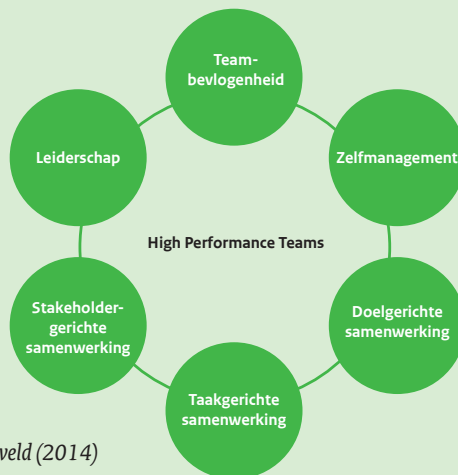 Team-
bevlogenheid
Leiderschap
Zelfmanagement
High Performance Teams
Stakeholder-
gerichte
samenwerking
Doelgerichte
samenwerking
Taakgerichte
samenwerking
veld (2014)